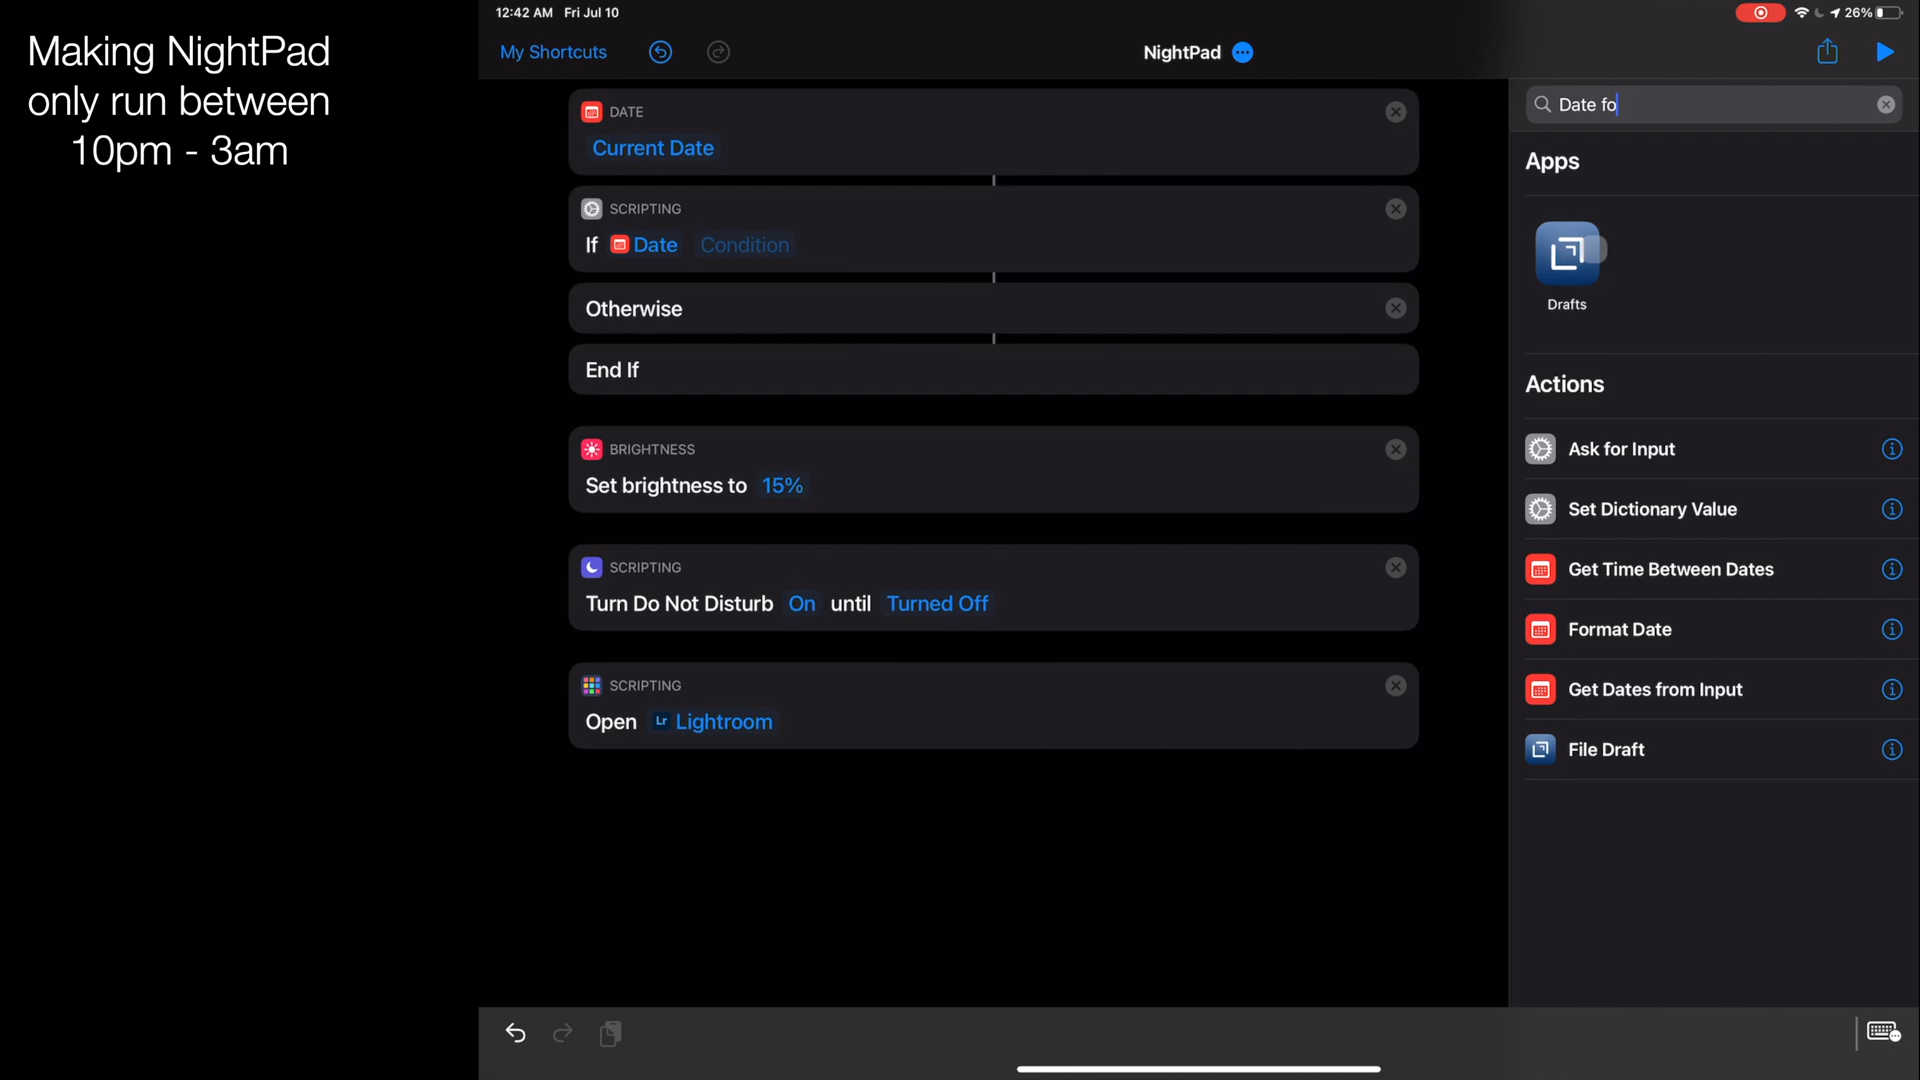 Making NightPad
only run between
10pm - 3am
12:42 AM Fri Jul 10
26%
My Shortcuts
NightPad
Date fo
DATE
Current Date
SCRIPTING
If Date Condition
Otherwise
End If
BRIGHTNESS
Set brightness to 15%
SCRIPTING
Turn Do Not Disturb On until Turned Off
SCRIPTING
Open Lr Lightroom
Apps
Drafts
Actions
Ask for Input
Set Dictionary Value
Get Time Between Dates
Format Date
Get Dates from Input
File Draft